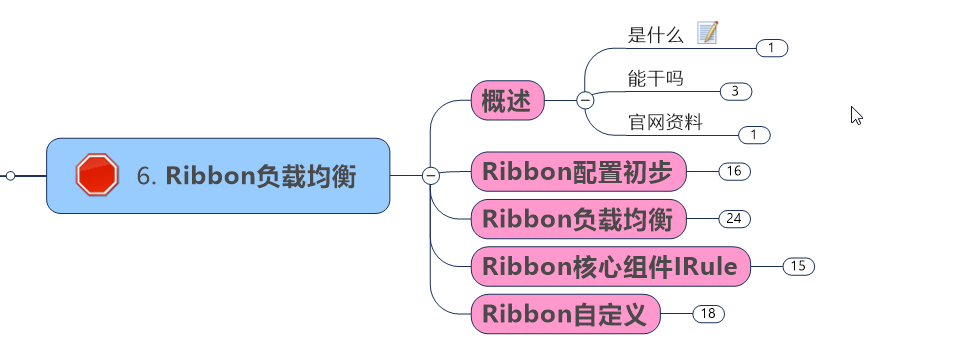 是什么
1
能干吗
3
概述
官网资料
1
6. Ribbon负载均衡
Ribbon配置初步
16
Ribbon负载均衡
24
Ribbon核心组件IRule
15
Ribbon自定义
18